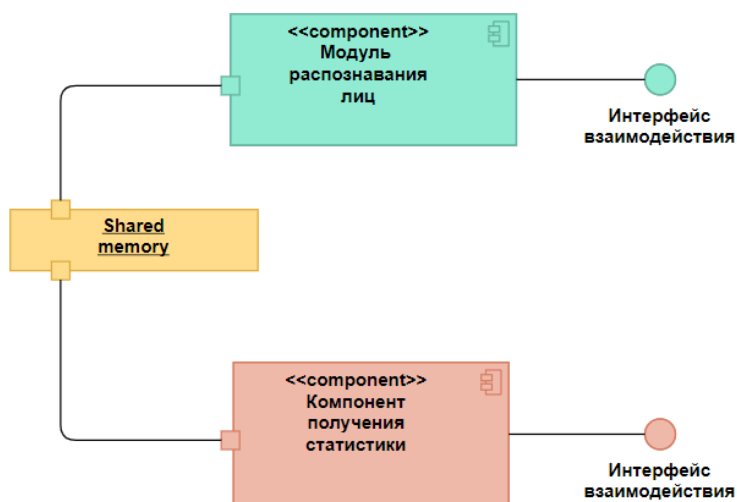 <<component>>
Модуль
распознавания
лиц
Интерфейс
взаимодействия
Shared
memory
<<component>>
Компонент
получения
статистики
Интерфейс
взаимодействия